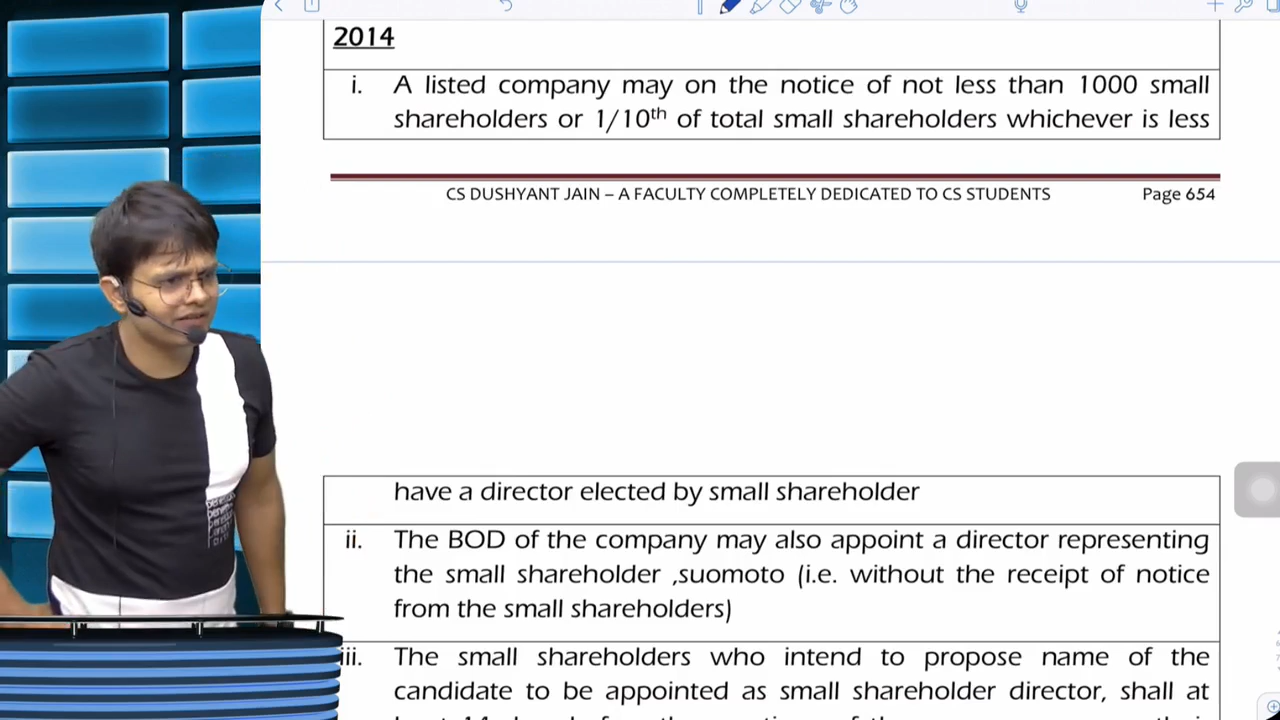 2014
i. A listed company may on the notice of not less than 1000 small
shareholders or 1/10th of total small shareholders whichever is less
CS DUSHYANT JAIN – A FACULTY COMPLETELY DEDICATED TO CS STUDENTS Page 654
have a director elected by small shareholder
ii. The BOD of the company may also appoint a director representing
the small shareholder ,suomoto (i.e. without the receipt of notice
from the small shareholders)
iii. The small shareholders who intend to propose name of the
candidate to be appointed as small shareholder director, shall at